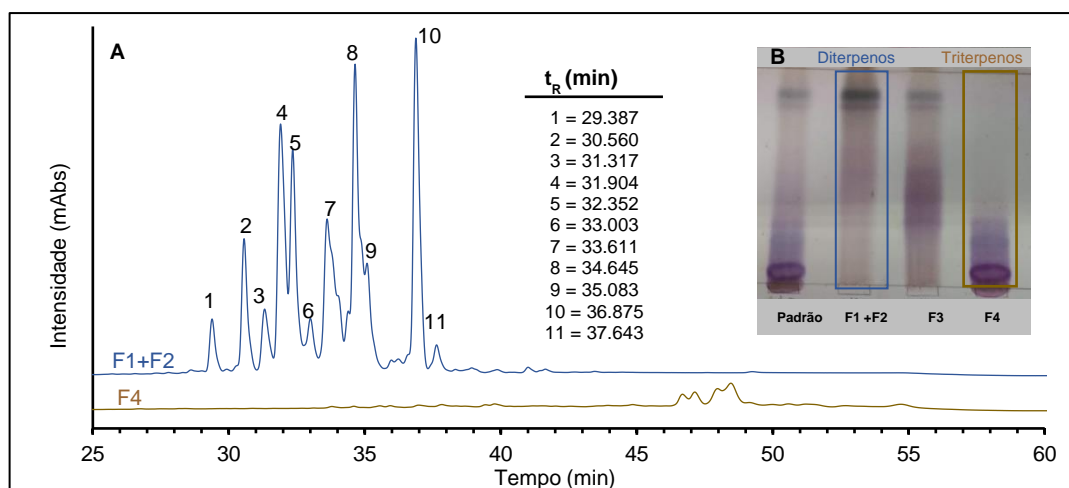 A
Intensidade (mAbs)
1
2
3
4
5
6
7
8
9
10
11
F1+F2
F4
t_R (min)
1 = 29.387
2 = 30.560
3 = 31.317
4 = 31.904
5 = 32.352
6 = 33.003
7 = 33.611
8 = 34.645
9 = 35.083
10 = 36.875
11 = 37.643
B
Diterpenos
Triterpenos
Padrão F1 +F2 F3 F4
25 30 35 40 45 50 55 60
Tempo (min)